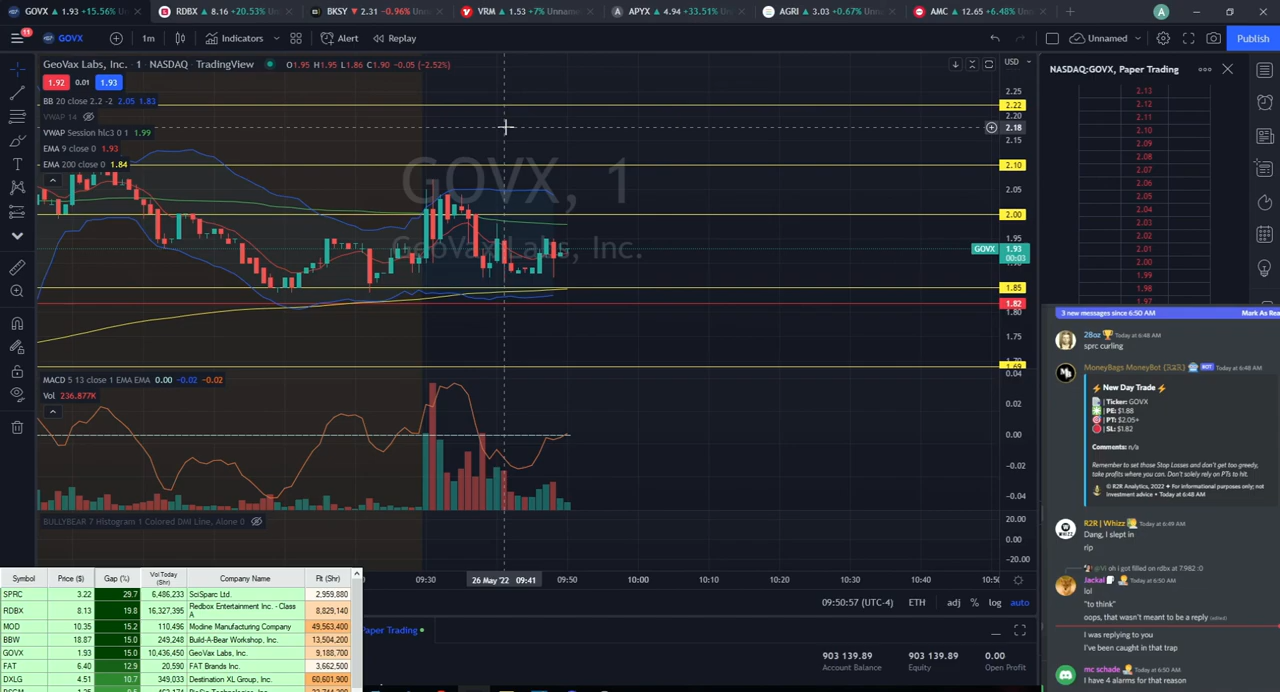 GOVX ▲ 1.93 +15.56%
RDBX ▲ 8.16 +20.53%
BKSY ▼ 2.31 -0.96% Unnam
VRM ▲ 1.53 +7% Unname
APYX ▲ 4.94 +33.51%
AGRI ▲ 3.03 +0.67% Unn
AMC ▲ 12.65 +6.48% Un
A
11
GOVX
1m
Indicators
Alert
Replay
Unnamed
Publish
GeoVax Labs, Inc. · 1 · NASDAQ · TradingView
O1.95 H1.95 L1.86 C1.90 -0.05 (-2.52%)
USD
1.92 0.01 1.93
BB 20 close 2.2 -2 2.05 1.83
VWAP 14
VWAP Session hlc3 0 1 1.99
EMA 9 close 0 1.93
EMA 200 close 0 1.84
GOVX, 1
GeoVax Labs, Inc.
2.25
2.22
2.18
2.15
2.10
2.05
2.00
1.95
GOVX 1.93
00:03
1.85
1.82
1.80
1.75
0.04
0.02
0.00
-0.02
-0.04
20.00
0.00
-20.00
MACD 5 13 close 1 EMA EMA 0.00 -0.02 -0.02
Vol 236.877K
BULLYBEAR 7 Histogram 1 Colored DMI Line, Alone 0
09:30
26 May '22 09:41
09:50
10:00
10:10
10:20
10:30
10:40
10:50
09:50:57 (UTC-4)
ETH
adj
%
log
auto
Paper Trading
903 139.89
Account Balance
903 139.89
Equity
0.00
Open Profit
NASDAQ:GOVX, Paper Trading
2.13
2.12
2.11
2.10
2.09
2.08
2.07
2.06
2.05
2.04
2.03
2.02
2.01
2.00
1.99
1.98
1.97
3 new messages since 6:50 AM
Mark As Rea
28oz Today at 6:48 AM
sprc curling
MoneyBags MoneyBot BOT Today at 6:48 AM
New Day Trade
| Ticker: GOVX
| PE: $1.88
| PT: $2.05+
| SL: $1.82
Comments: n/a
Remember to set those Stop Losses and don't get too greedy,
take profits where you can. Don't solely rely on PTs to hit.
© R2R Analytics, 2022 ✦ For informational purposes only; not
investment advice • Today at 6:48 AM
R2R | Whizz Today at 6:49 AM
Dang, I slept in
rip
oh i got filled on rdbx at 7.982 :0
Jackal Today at 6:50 AM
lol
"to think"
oops, that wasn't meant to be a reply (edited)
I was replying to you
I've been caught in that trap
mc schade Today at 6:50 AM
I have 4 alarms for that reason
Symbol Price ($) Gap (%) Vol Today (Shr) Company Name Flt (Shr)
SPRC 3.22 29.7 6,486,233 SciSparc Ltd. 2,959,880
RDBX 8.13 19.8 16,327,395 Redbox Entertainment Inc. - Class A 8,829,140
MOD 10.35 15.2 110,496 Modine Manufacturing Company 49,563,400
BBW 18.87 15.0 249,248 Build-A-Bear Workshop, Inc. 13,504,200
GOVX 1.93 15.0 10,436,450 GeoVax Labs, Inc. 9,188,700
FAT 6.40 12.9 20,590 FAT Brands Inc. 3,662,500
DXLG 4.51 10.7 349,033 Destination XL Group, Inc. 60,601,900